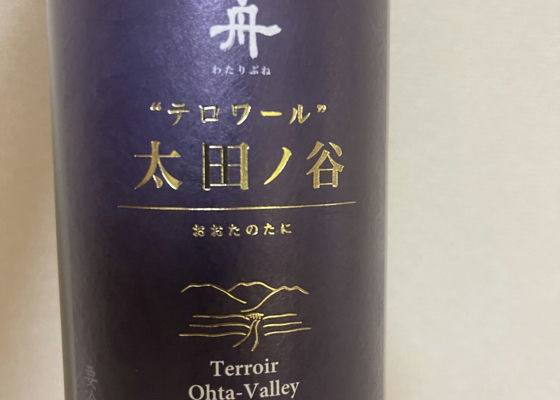 舟
わたりぶね
“テロワール”
太田ノ谷
おおたのたに
Terroir
Ohta-Valley